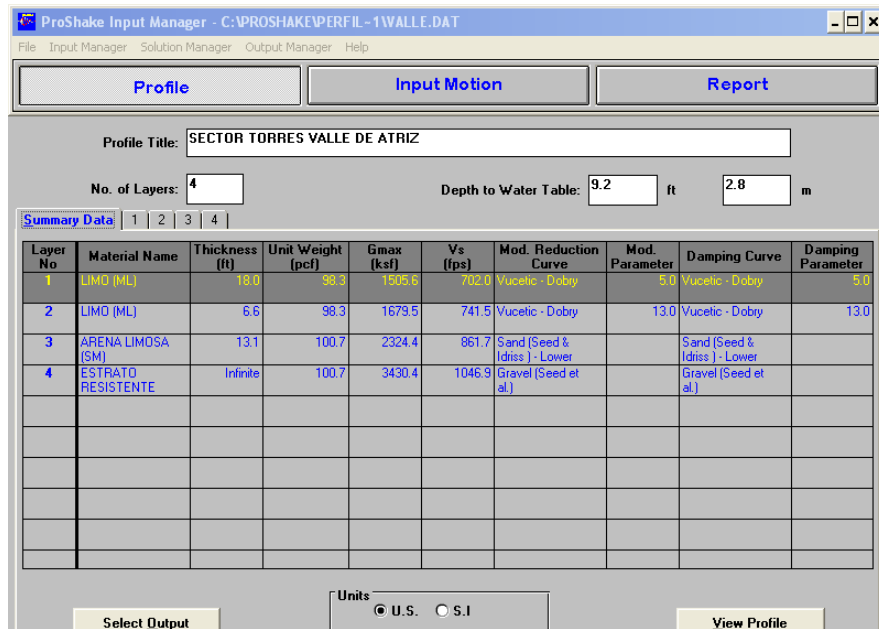 ProShake Input Manager - C:\PROSHAKE\PERFIL-1\VALLE.DAT
File Input Manager Solution Manager Output Manager Help
Profile Input Motion Report
Profile Title: SECTOR TORRES VALLE DE ATRIZ
No. of Layers: 4 Depth to Water Table: 9.2 ft 2.8 m
Summary Data 1 2 3 4
Layer No Material Name Thickness (ft) Unit Weight (pcf) Gmax (ksf) Vs (fps) Mod. Reduction Curve Mod. Parameter Damping Curve Damping Parameter
1 LIMO (ML) 18.0 98.3 1505.6 702.0 Vucetic - Dobry 5.0 Vucetic - Dobry 5.0
2 LIMO (ML) 6.6 98.3 1679.5 741.5 Vucetic - Dobry 13.0 Vucetic - Dobry 13.0
3 ARENA LIMOSA (SM) 13.1 100.7 2324.4 861.7 Sand (Seed & Idriss ) - Lower Sand (Seed & Idriss ) - Lower
4 ESTRATO RESISTENTE Infinite 100.7 3430.4 1046.9 Gravel (Seed et al.) Gravel (Seed et al.)
Units
U.S. S.I
Select Output View Profile